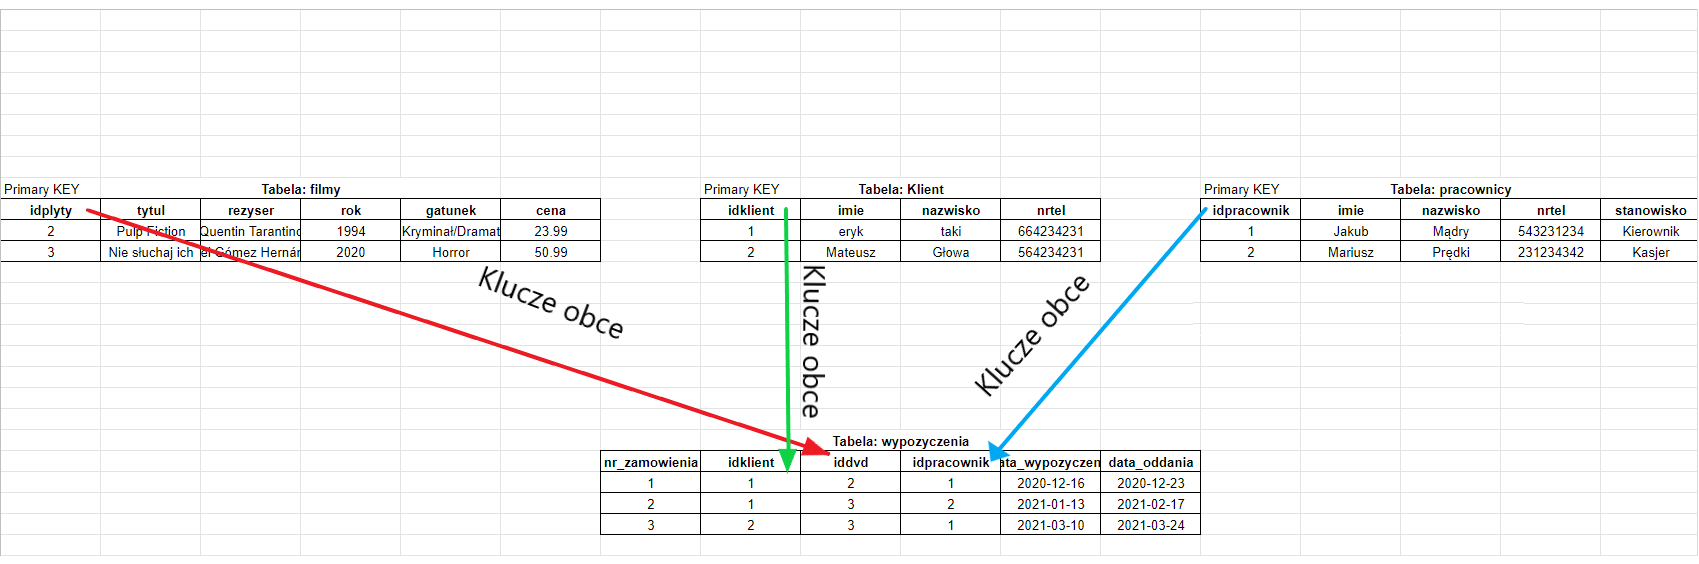 Primary KEY Tabela: filmy
idplyty tytul rezyser rok gatunek cena
2 Pulp Fiction Quentin Tarantino 1994 Kryminał/Dramat 23.99
3 Nie słuchaj ich el Gómez Hernár 2020 Horror 50.99
Primary KEY Tabela: Klient
idklient imie nazwisko nrtel
1 eryk taki 664234231
2 Mateusz Głowa 564234231
Primary KEY Tabela: pracownicy
idpracownik imie nazwisko nrtel stanowisko
1 Jakub Mądry 543231234 Kierownik
2 Mariusz Prędki 231234342 Kasjer
Klucze obce
Klucze obce
Klucze obce
Tabela: wypozyczenia
nr_zamowienia idklient iddvd idpracownik ata_wypozyczen data_oddania
1 1 2 1 2020-12-16 2020-12-23
2 1 3 2 2021-01-13 2021-02-17
3 2 3 1 2021-03-10 2021-03-24